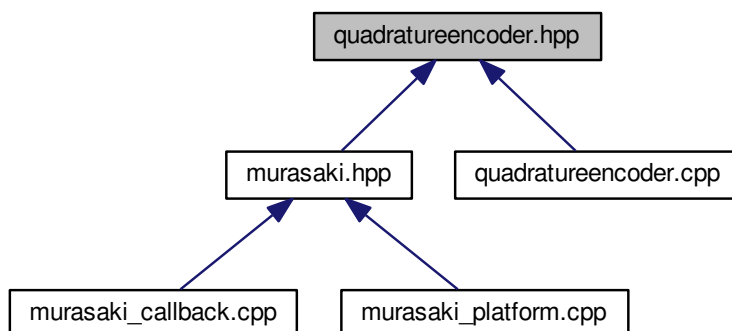 quadratureencoder.hpp
murasaki.hpp
quadratureencoder.cpp
murasaki_callback.cpp
murasaki_platform.cpp